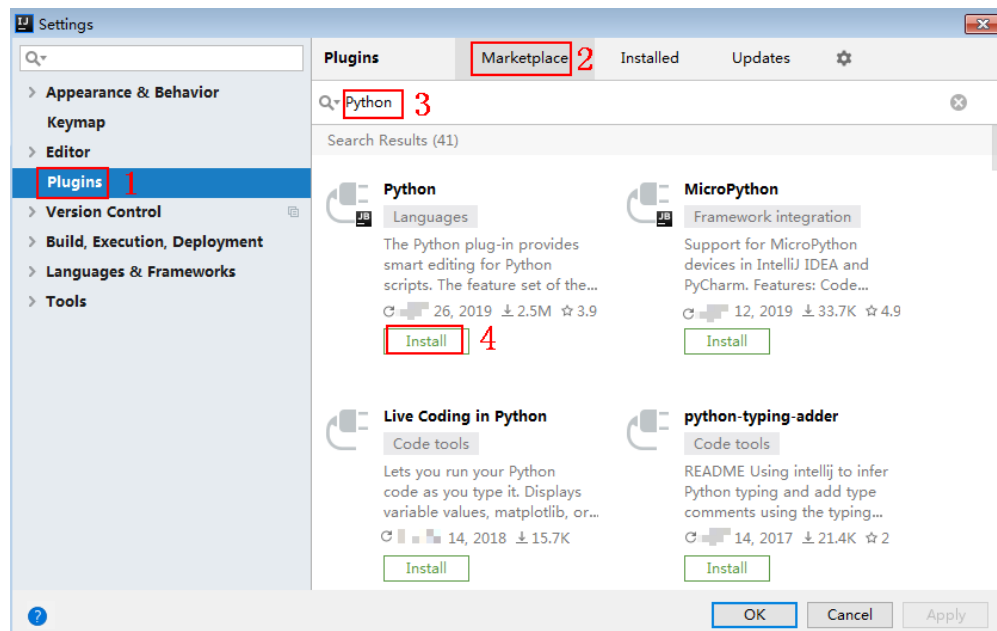 IJ Settings
Appearance & Behavior
Keymap
Editor
Plugins 1
Version Control
Build, Execution, Deployment
Languages & Frameworks
Tools
Plugins Marketplace 2 Installed Updates
Python 3
Search Results (41)
Python
JB Languages
The Python plug-in provides
smart editing for Python
scripts. The feature set of the...
26, 2019 2.5M 3.9
Install 4
MicroPython
JB Framework integration
Support for MicroPython
devices in IntelliJ IDEA and
PyCharm. Features: Code...
12, 2019 33.7K 4.9
Install
Live Coding in Python
Code tools
Lets you run your Python
code as you type it. Displays
variable values, matplotlib, or...
14, 2018 15.7K
Install
python-typing-adder
Code tools
README Using intellij to infer
Python typing and add type
comments using the typing...
14, 2017 21.4K 2
Install
? OK Cancel Apply